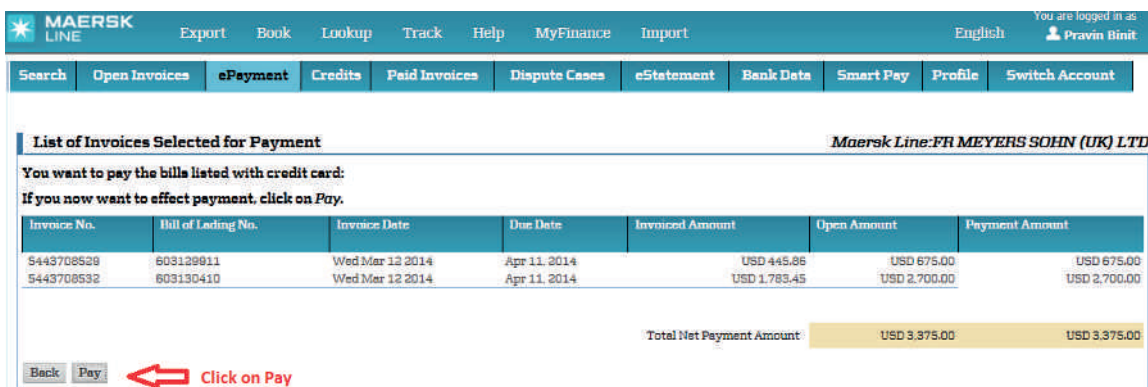 MAERSK
LINE
Export Book Lookup Track Help MyFinance Import English
You are logged in as
Pravin Binit
Search Open Invoices ePayment Credits Paid Invoices Dispute Cases eStatement Bank Data Smart Pay Profile Switch Account
List of Invoices Selected for Payment Maersk Line:FR MEYERS SOHN (UK) LTD
You want to pay the bills listed with credit card:
If you now want to effect payment, click on Pay.
Invoice No. Bill of Lading No. Invoice Date Due Date Invoiced Amount Open Amount Payment Amount
5443708529 603129911 Wed Mar 12 2014 Apr 11, 2014 USD 445.86 USD 675.00 USD 675.00
5443708532 603130410 Wed Mar 12 2014 Apr 11, 2014 USD 1,783.45 USD 2,700.00 USD 2,700.00
Total Net Payment Amount USD 3,375.00 USD 3,375.00
Back Pay Click on Pay